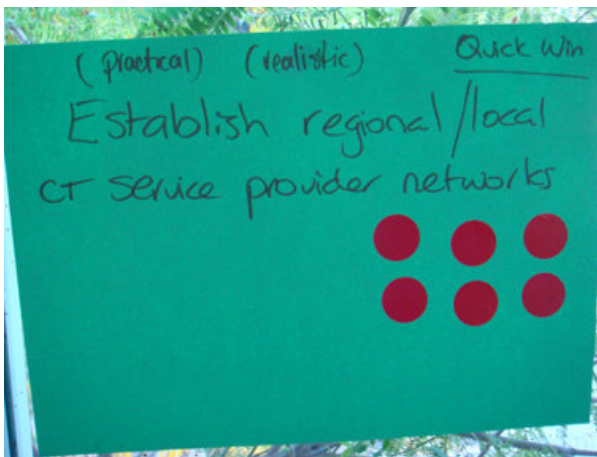 (practical) (realistic) Quick Win
Establish regional/local
CT service provider networks